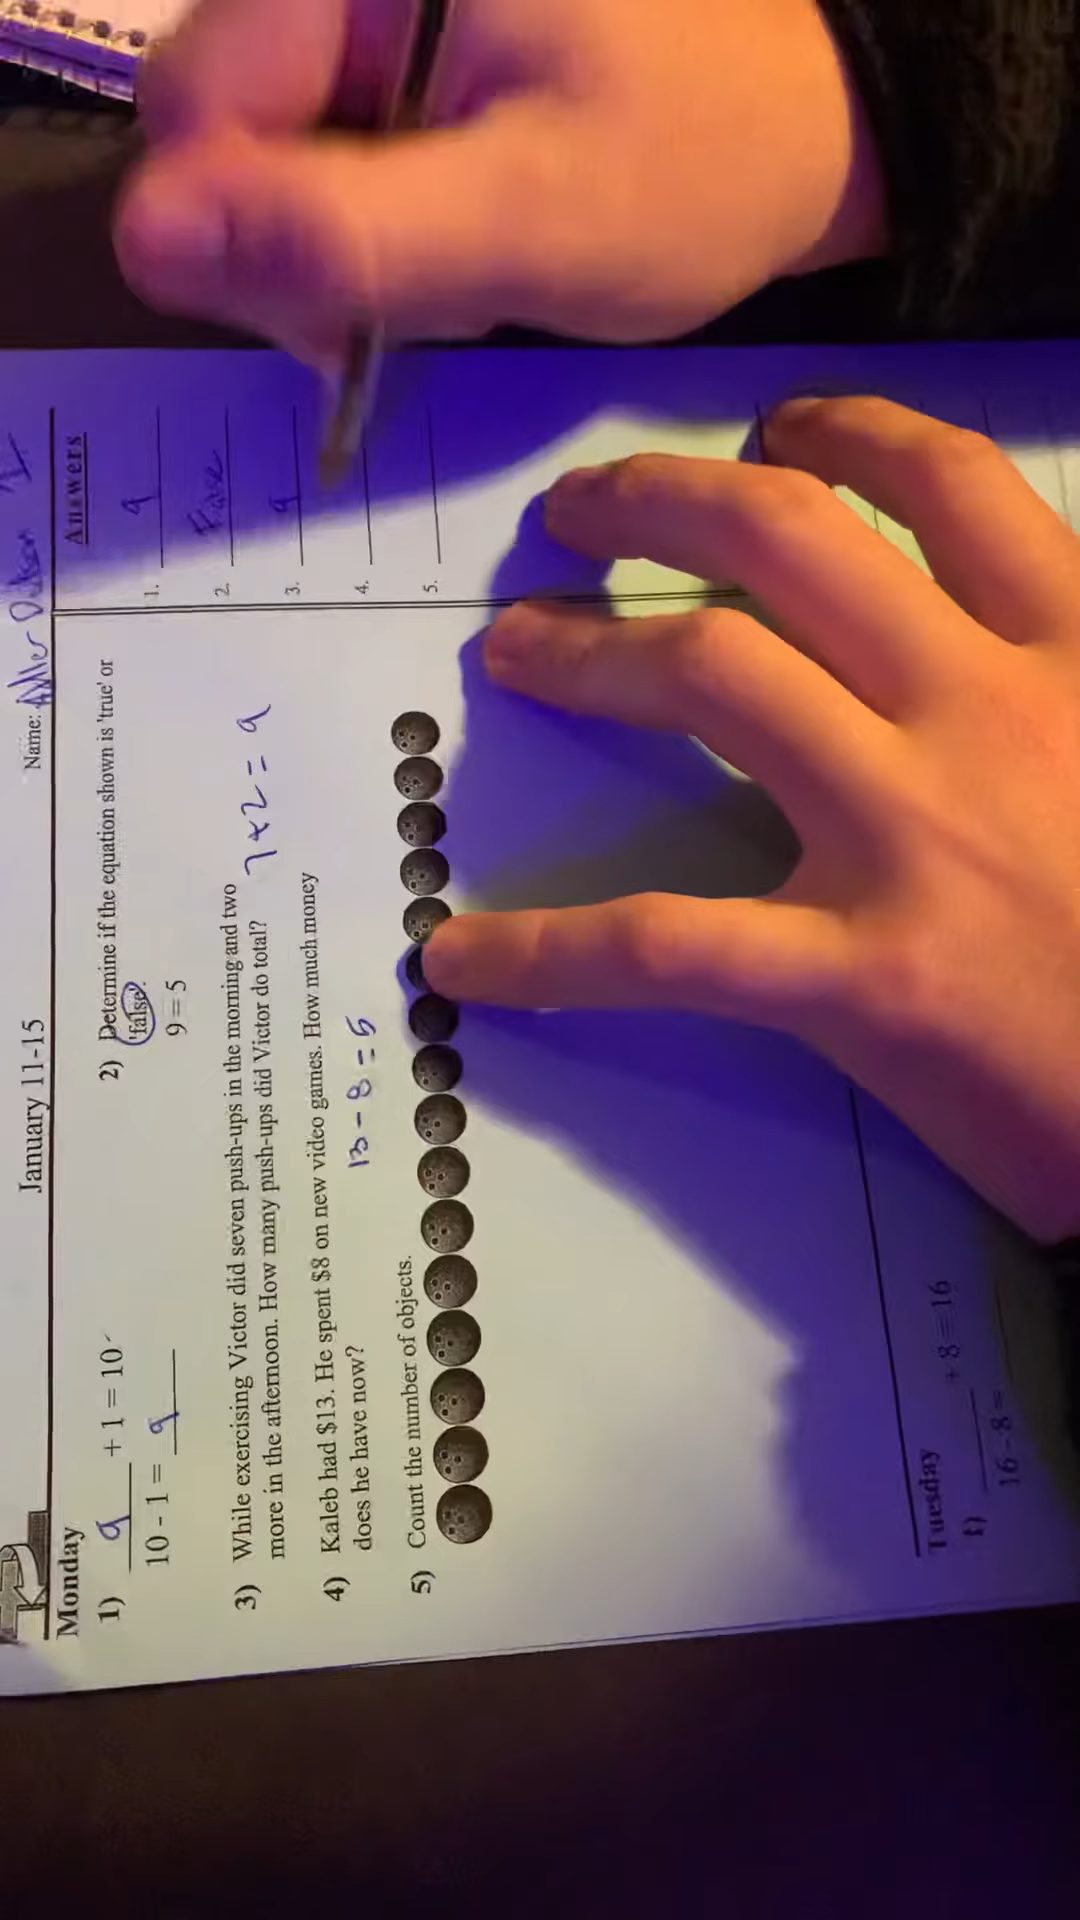 January 11-15
Name:
Monday
Answers
1) 9 + 1 = 10
10 - 1 = 9
2) Determine if the equation shown is 'true' or
'false'.
9 = 5
3) While exercising Victor did seven push-ups in the morning and two
more in the afternoon. How many push-ups did Victor do total?
7+2=9
4) Kaleb had $13. He spent $8 on new video games. How much money
does he have now?
13-8=5
5) Count the number of objects.
1. 9
2.
3. 9
4.
5.
Tuesday
+ 8 = 16
16 - 8 =